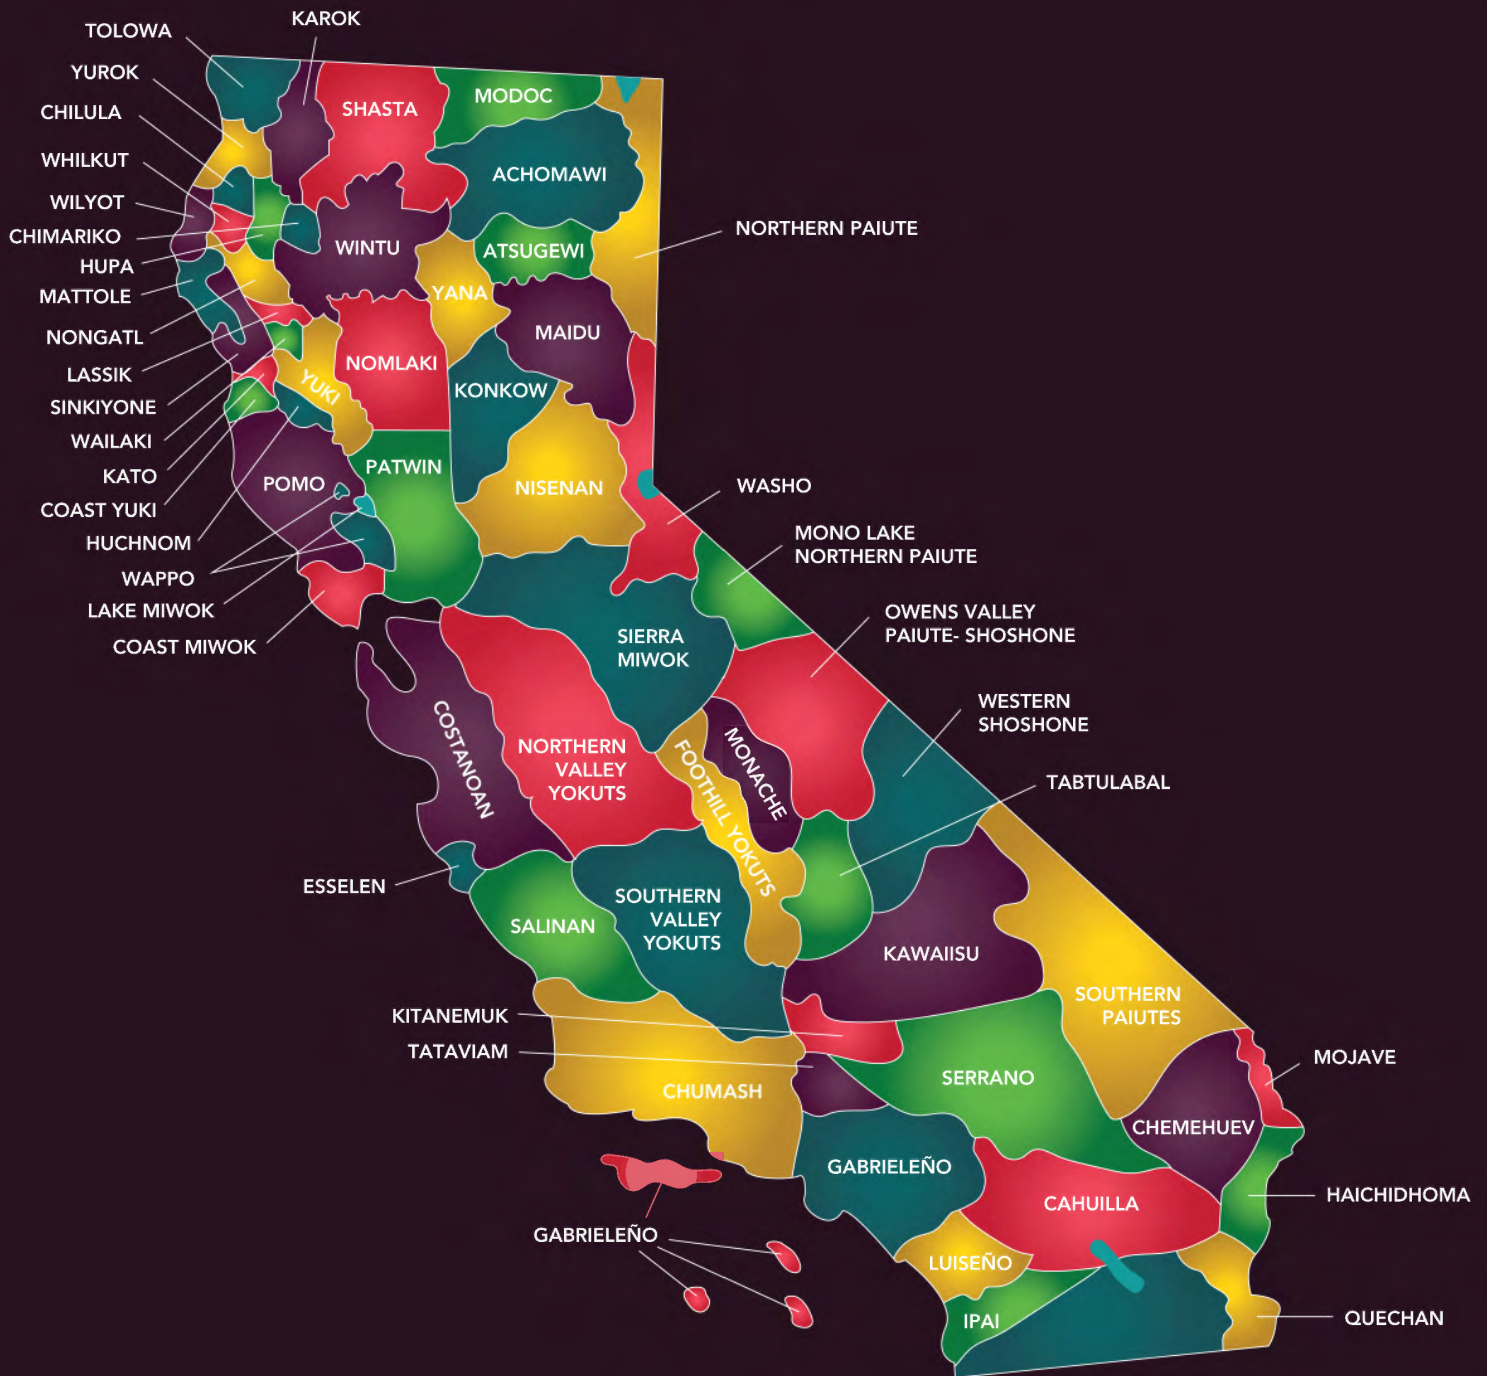 KAROK
TOLOWA
YUROK
CHILULA
WHILKUT
WILYOT
CHIMARIKO
HUPA
MATTOLE
NONGATL
LASSIK
SINKIYONE
WAILAKI
KATO
COAST YUKI
HUCHNOM
WAPPO
LAKE MIWOK
COAST MIWOK
SHASTA
MODOC
ACHOMAWI
NORTHERN PAIUTE
WINTU
ATSUGEWI
YANA
MAIDU
NOMLAKI
YUKI
KONKOW
POMO
PATWIN
NISENAN
WASHO
MONO LAKE
NORTHERN PAIUTE
OWENS VALLEY
PAIUTE- SHOSHONE
SIERRA
MIWOK
WESTERN
SHOSHONE
COSTANOAN
NORTHERN
VALLEY
YOKUTS
FOOTHILL YOKUTS
MONACHE
TABTULABAL
ESSELEN
SALINAN
SOUTHERN
VALLEY
YOKUTS
KAWAIISU
SOUTHERN
PAIUTES
KITANEMUK
TATAVIAM
CHUMASH
SERRANO
MOJAVE
CHEMEHUEV
GABRIELEÑO
CAHUILLA
HAICHIDHOMA
GABRIELEÑO
LUISEÑO
IPAI
QUECHAN